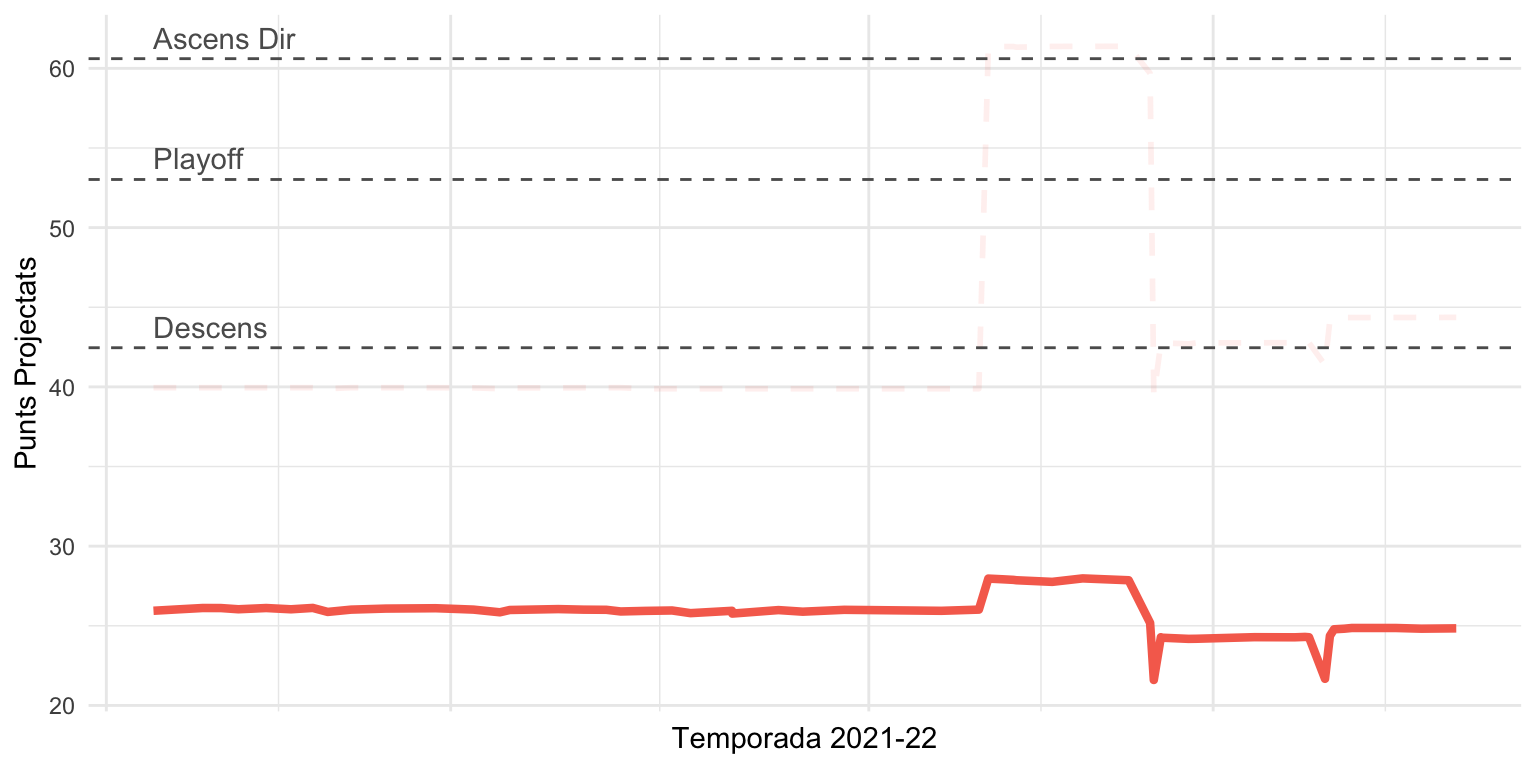 Ascens Dir
60
Playoff
50
Descens
40
30
20
Punts Projectats
Temporada 2021-22